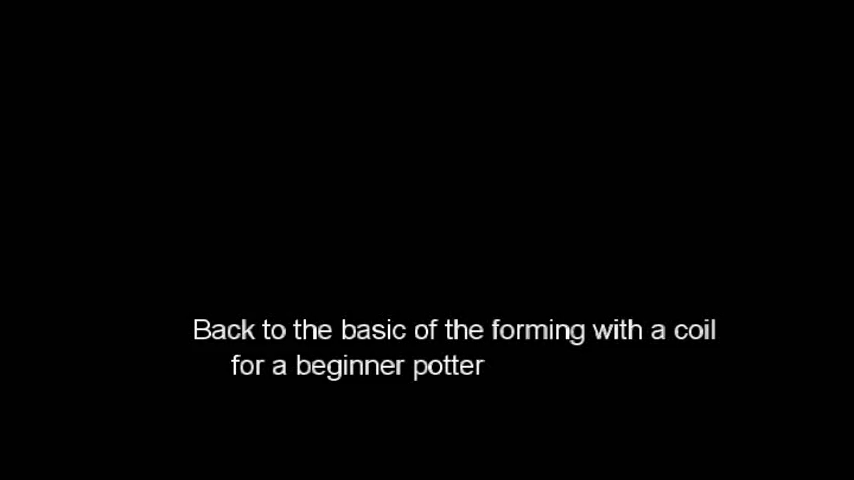 Back to the basic of the forming with a coil
for a beginner potter